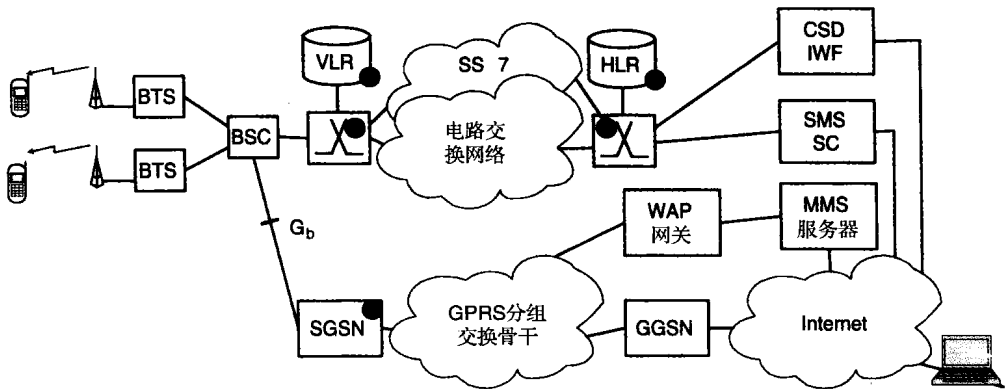 VLR
SS 7
HLR
CSD
IWF
BTS
BSC
电路交
换网络
SMS
SC
BTS
WAP
网关
MMS
服务器
Gb
SGSN
GPRS分组
交换骨干
GGSN
Internet